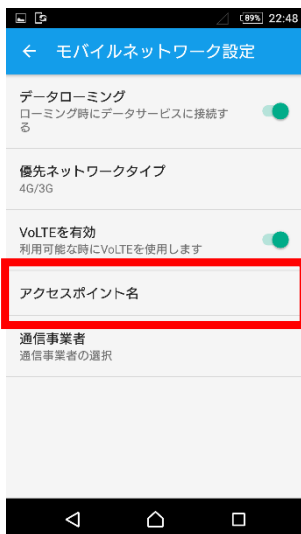 89% 22:48
モバイルネットワーク設定
データローミング
ローミング時にデータサービスに接続す
る
優先ネットワークタイプ
4G/3G
VoLTEを有効
利用可能な時にVoLTEを使用します
アクセスポイント名
通信事業者
通信事業者の選択